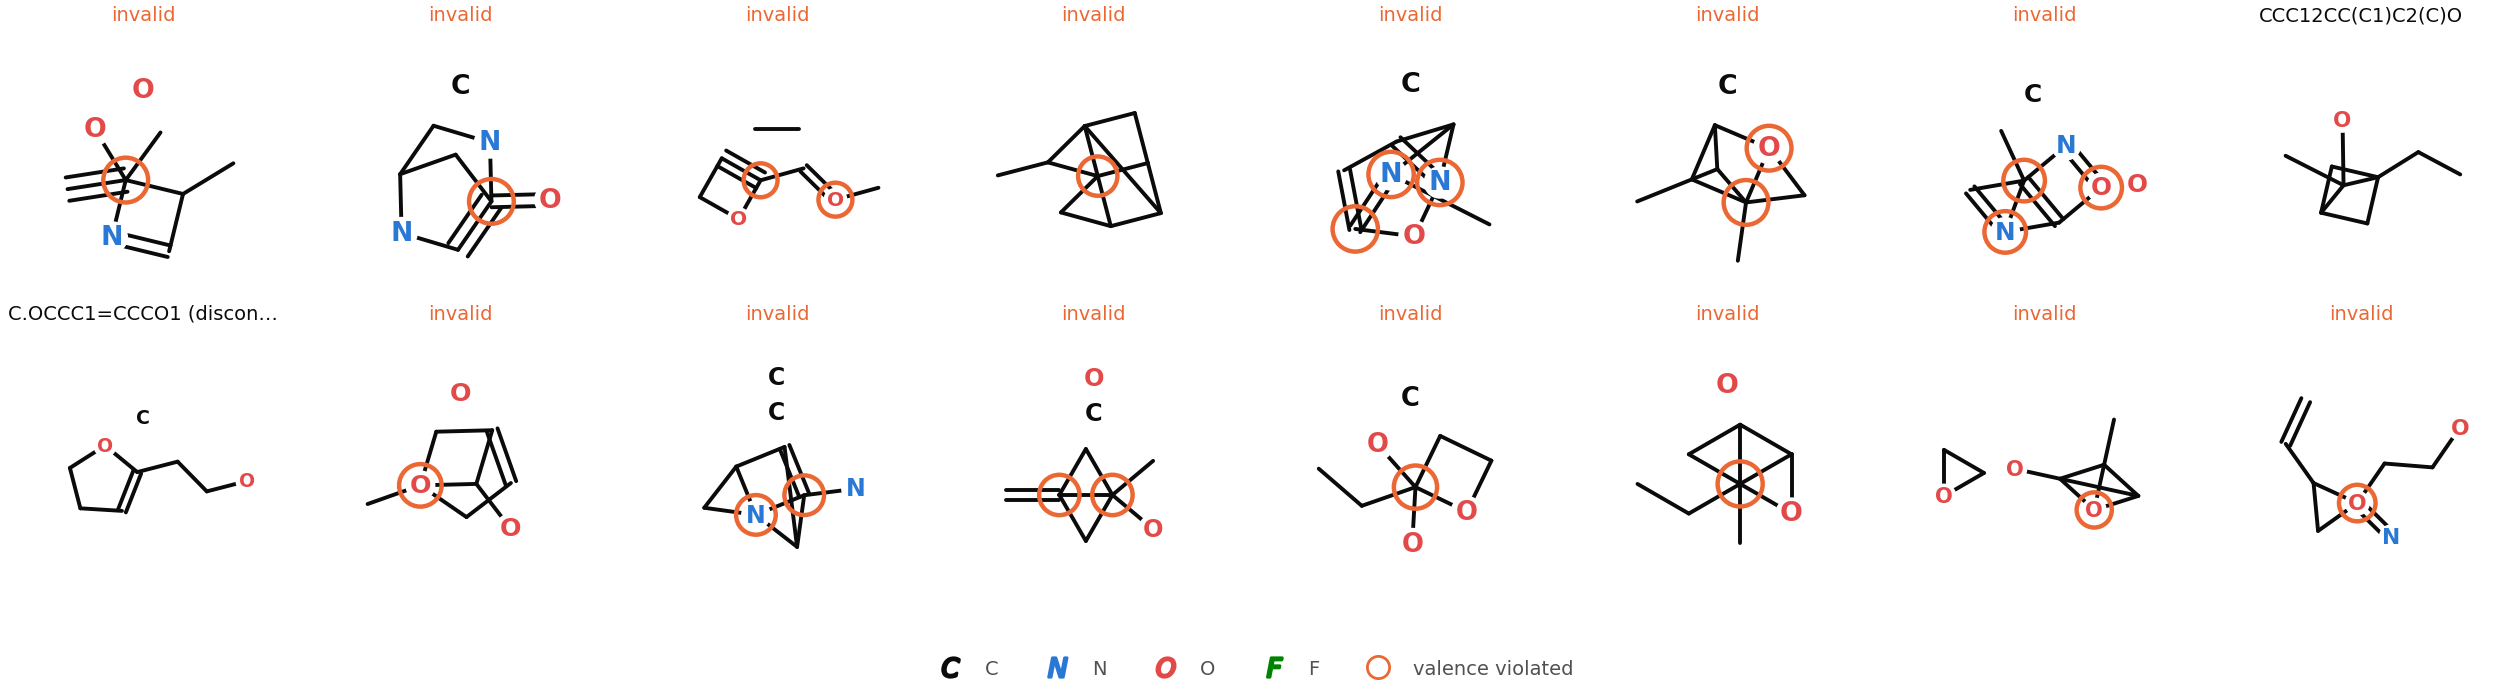 invalid invalid invalid invalid invalid invalid invalid CCC12CC(C1)C2(C)O
O O N
C N O N
O O
C N N O
C O
C N O O N
O
C.OCCC1=CCCO1 (discon... invalid invalid invalid invalid invalid invalid invalid
C O O
O O O
C C N N
O C O
C O O O
O O
O O O
O O N
C C N N O O F F valence violated